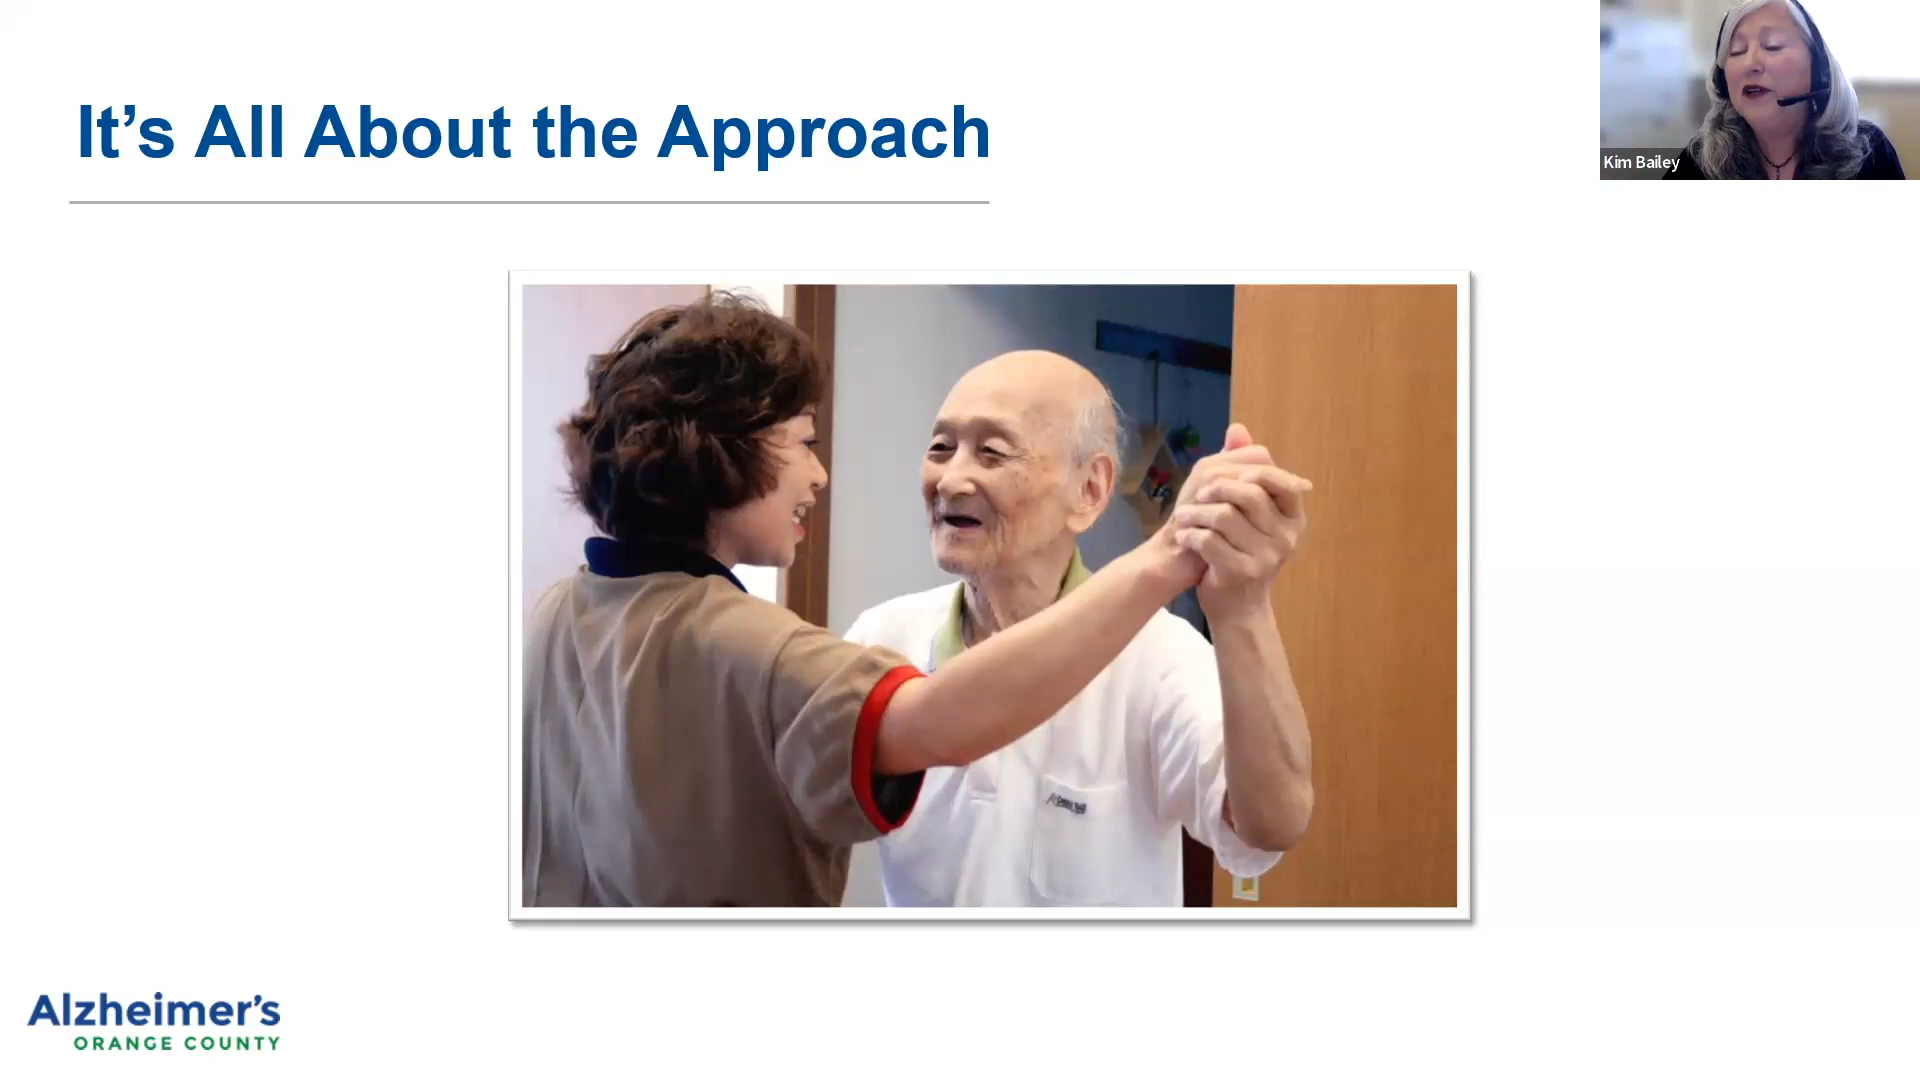 It’s All About the Approach
Kim Bailey
Alzheimer’s
ORANGE COUNTY